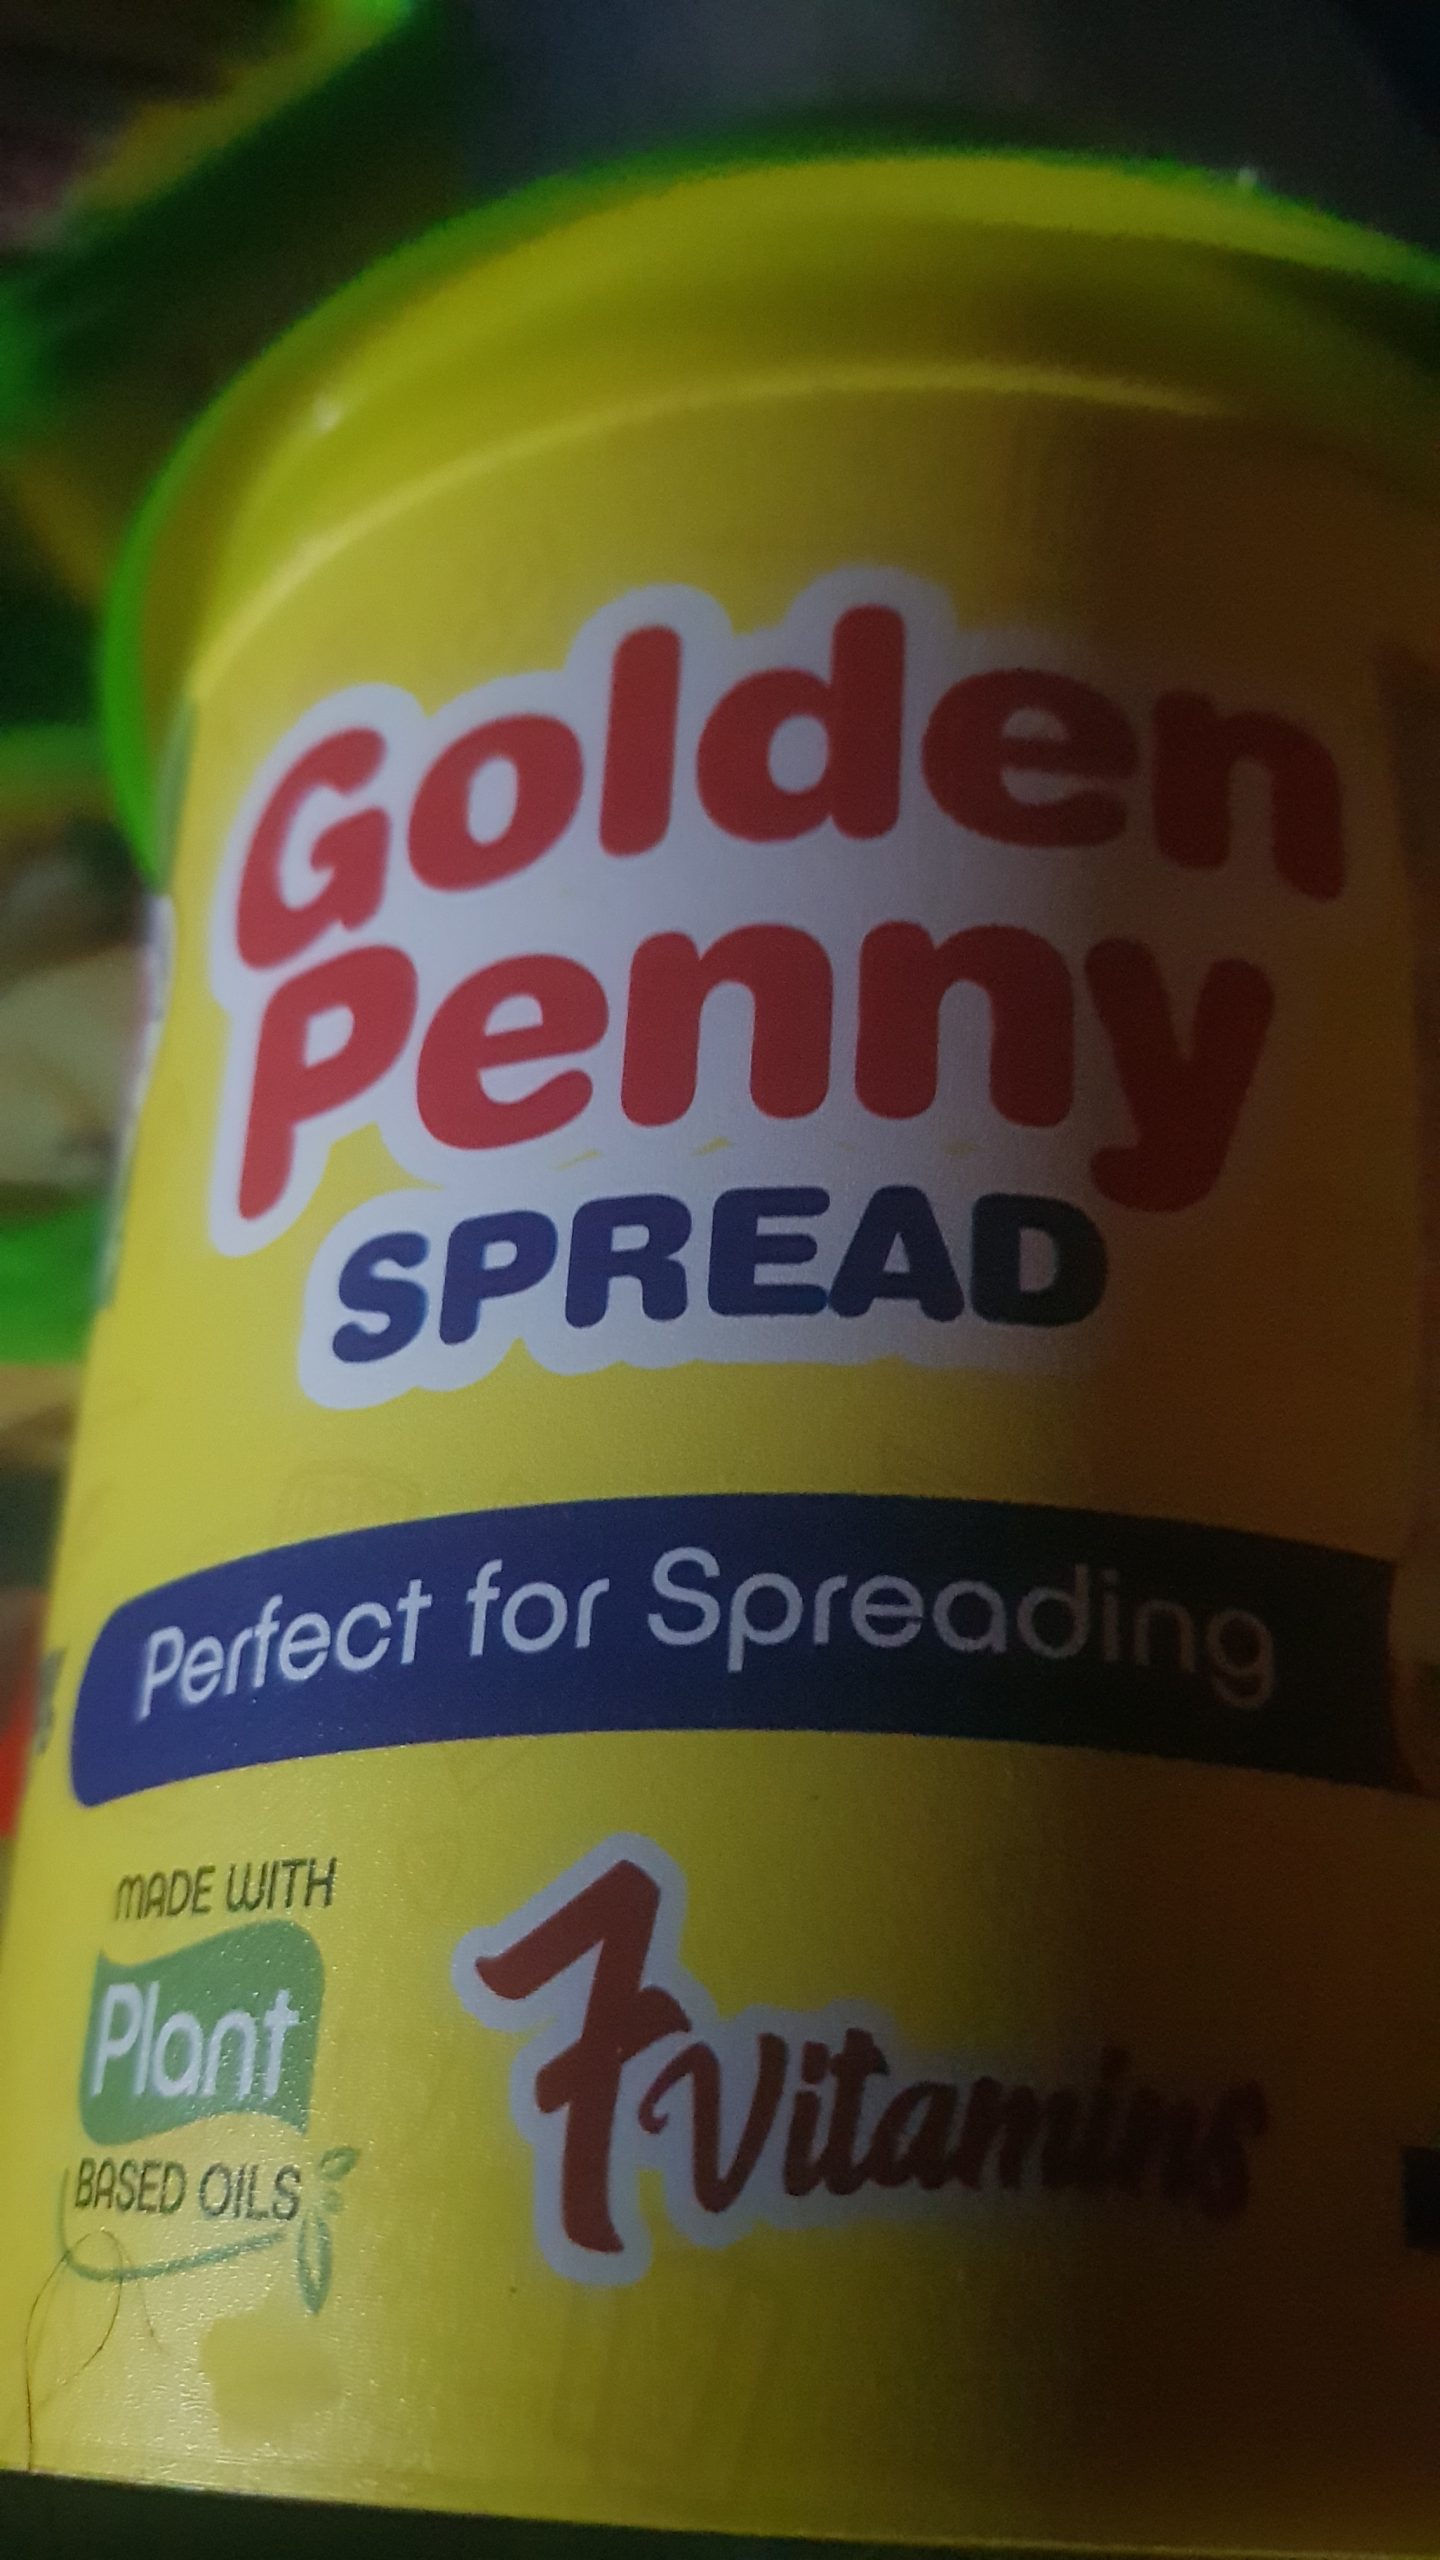 Golden
Penny
SPREAD
Perfect for Spreading
MADE WITH
Plant
BASED OILS
7 Vitamins